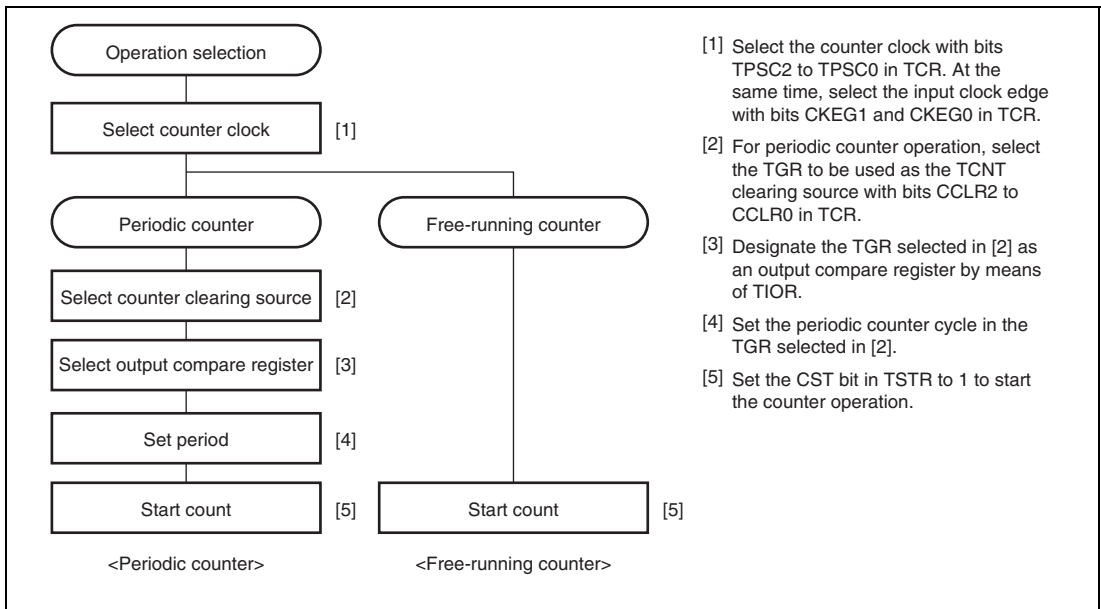 Operation selection
Select counter clock
[1]
Periodic counter
Free-running counter
Select counter clearing source
[2]
Select output compare register
[3]
Set period
[4]
Start count
[5]
Start count
[5]
<Periodic counter>
<Free-running counter>
[1] Select the counter clock with bits
TPSC2 to TPSC0 in TCR. At the
same time, select the input clock edge
with bits CKEG1 and CKEG0 in TCR.
[2] For periodic counter operation, select
the TGR to be used as the TCNT
clearing source with bits CCLR2 to
CCLR0 in TCR.
[3] Designate the TGR selected in [2] as
an output compare register by means
of TIOR.
[4] Set the periodic counter cycle in the
TGR selected in [2].
[5] Set the CST bit in TSTR to 1 to start
the counter operation.